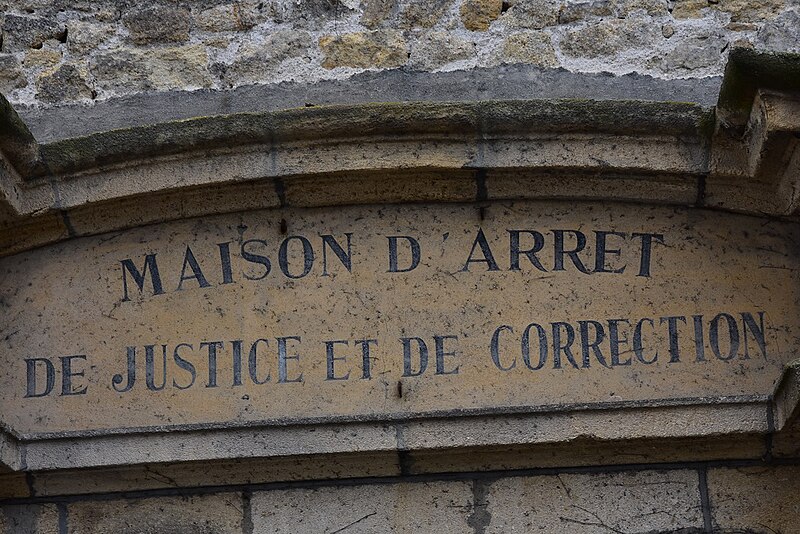 MAISON D'ARRET
DE JUSTICE ET DE CORRECTION